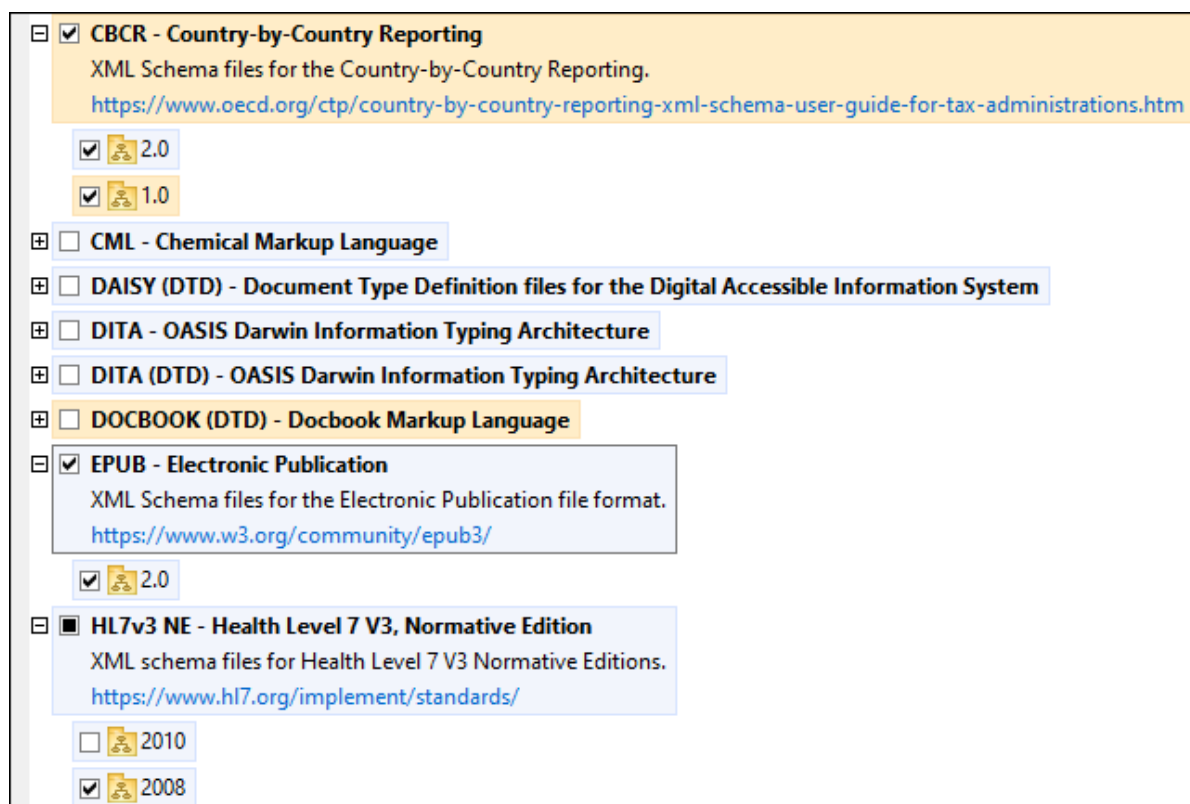 CBCR - Country-by-Country Reporting
XML Schema files for the Country-by-Country Reporting.
https://www.oecd.org/ctp/country-by-country-reporting-xml-schema-user-guide-for-tax-administrations.htm
2.0
1.0
CML - Chemical Markup Language
DAISY (DTD) - Document Type Definition files for the Digital Accessible Information System
DITA - OASIS Darwin Information Typing Architecture
DITA (DTD) - OASIS Darwin Information Typing Architecture
DOCBOOK (DTD) - Docbook Markup Language
EPUB - Electronic Publication
XML Schema files for the Electronic Publication file format.
https://www.w3.org/community/epub3/
2.0
HL7v3 NE - Health Level 7 V3, Normative Edition
XML schema files for Health Level 7 V3 Normative Editions.
https://www.hl7.org/implement/standards/
2010
2008